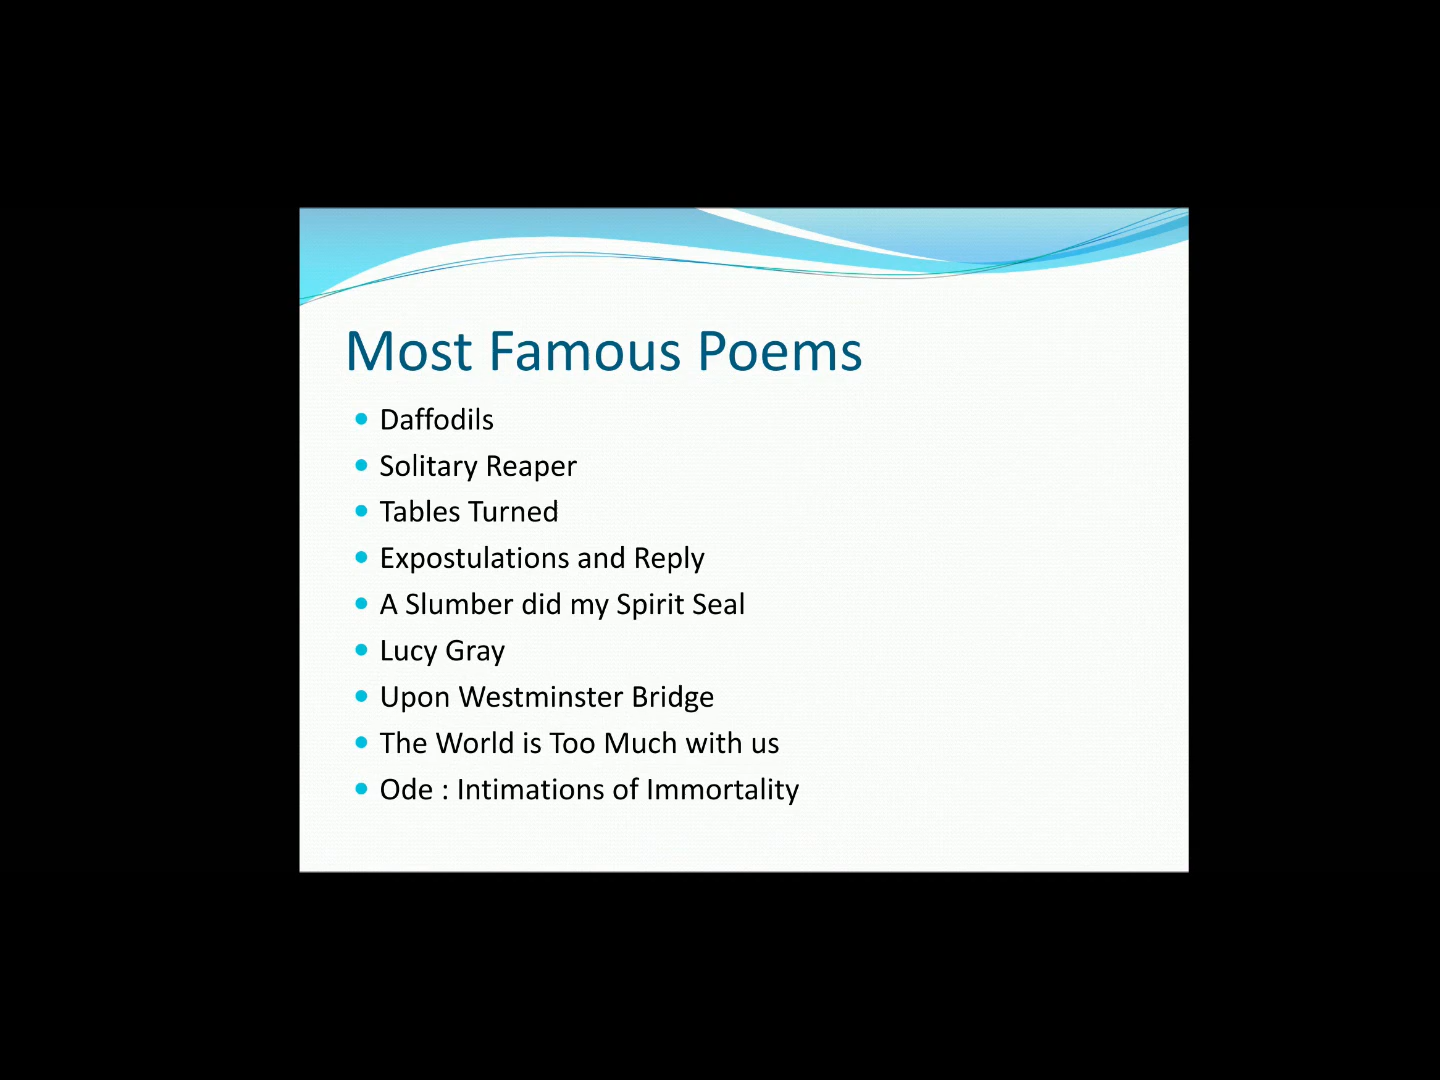 Most Famous Poems
Daffodils
Solitary Reaper
Tables Turned
Expostulations and Reply
A Slumber did my Spirit Seal
Lucy Gray
Upon Westminster Bridge
The World is Too Much with us
Ode : Intimations of Immortality